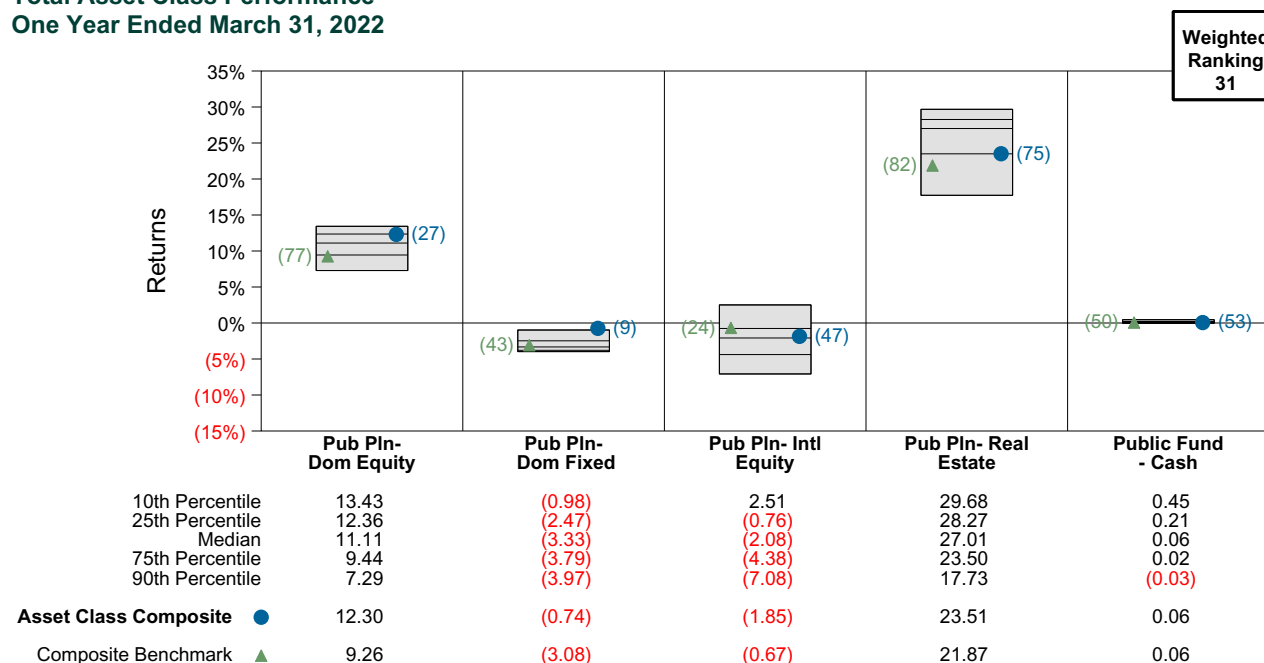 Total Asset Class Performance
One Year Ended March 31, 2022
Weighted
Ranking
31
Returns
35%
30%
25%
20%
15%
10%
5%
0%
(5%)
(10%)
(15%)
(77) (27)
(43) (9)
(24) (47)
(82) (75)
(50) (53)
Pub Pln- Dom Equity Pub Pln- Dom Fixed Pub Pln- Intl Equity Pub Pln- Real Estate Public Fund - Cash
10th Percentile 13.43 (0.98) 2.51 29.68 0.45
25th Percentile 12.36 (2.47) (0.76) 28.27 0.21
Median 11.11 (3.33) (2.08) 27.01 0.06
75th Percentile 9.44 (3.79) (4.38) 23.50 0.02
90th Percentile 7.29 (3.97) (7.08) 17.73 (0.03)
Asset Class Composite 12.30 (0.74) (1.85) 23.51 0.06
Composite Benchmark 9.26 (3.08) (0.67) 21.87 0.06